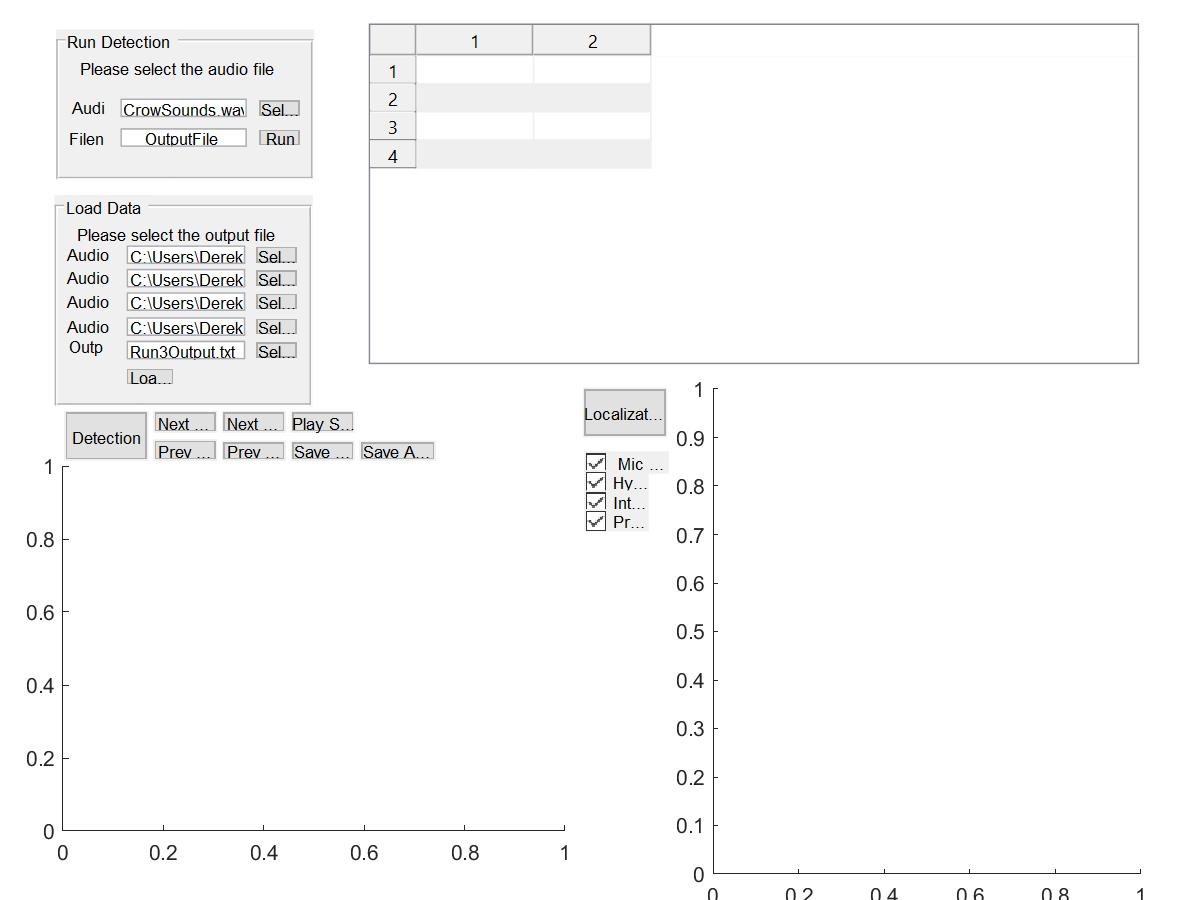 Run Detection
Please select the audio file
Audi CrowSounds.wav Sel...
Filen OutputFile Run
Load Data
Please select the output file
Audio C:\Users\Derek Sel...
Audio C:\Users\Derek Sel...
Audio C:\Users\Derek Sel...
Audio C:\Users\Derek Sel...
Outp Run3Output.txt Sel...
Loa...
1 2
1
2
3
4
Detection
Next ... Next ... Play S...
Prev ... Prev ... Save ... Save A...
1
0.8
0.6
0.4
0.2
0
0 0.2 0.4 0.6 0.8 1
Localizat...
Mic ...
Hy...
Int...
Pr...
1
0.9
0.8
0.7
0.6
0.5
0.4
0.3
0.2
0.1
0
0 0.2 0.4 0.6 0.8 1